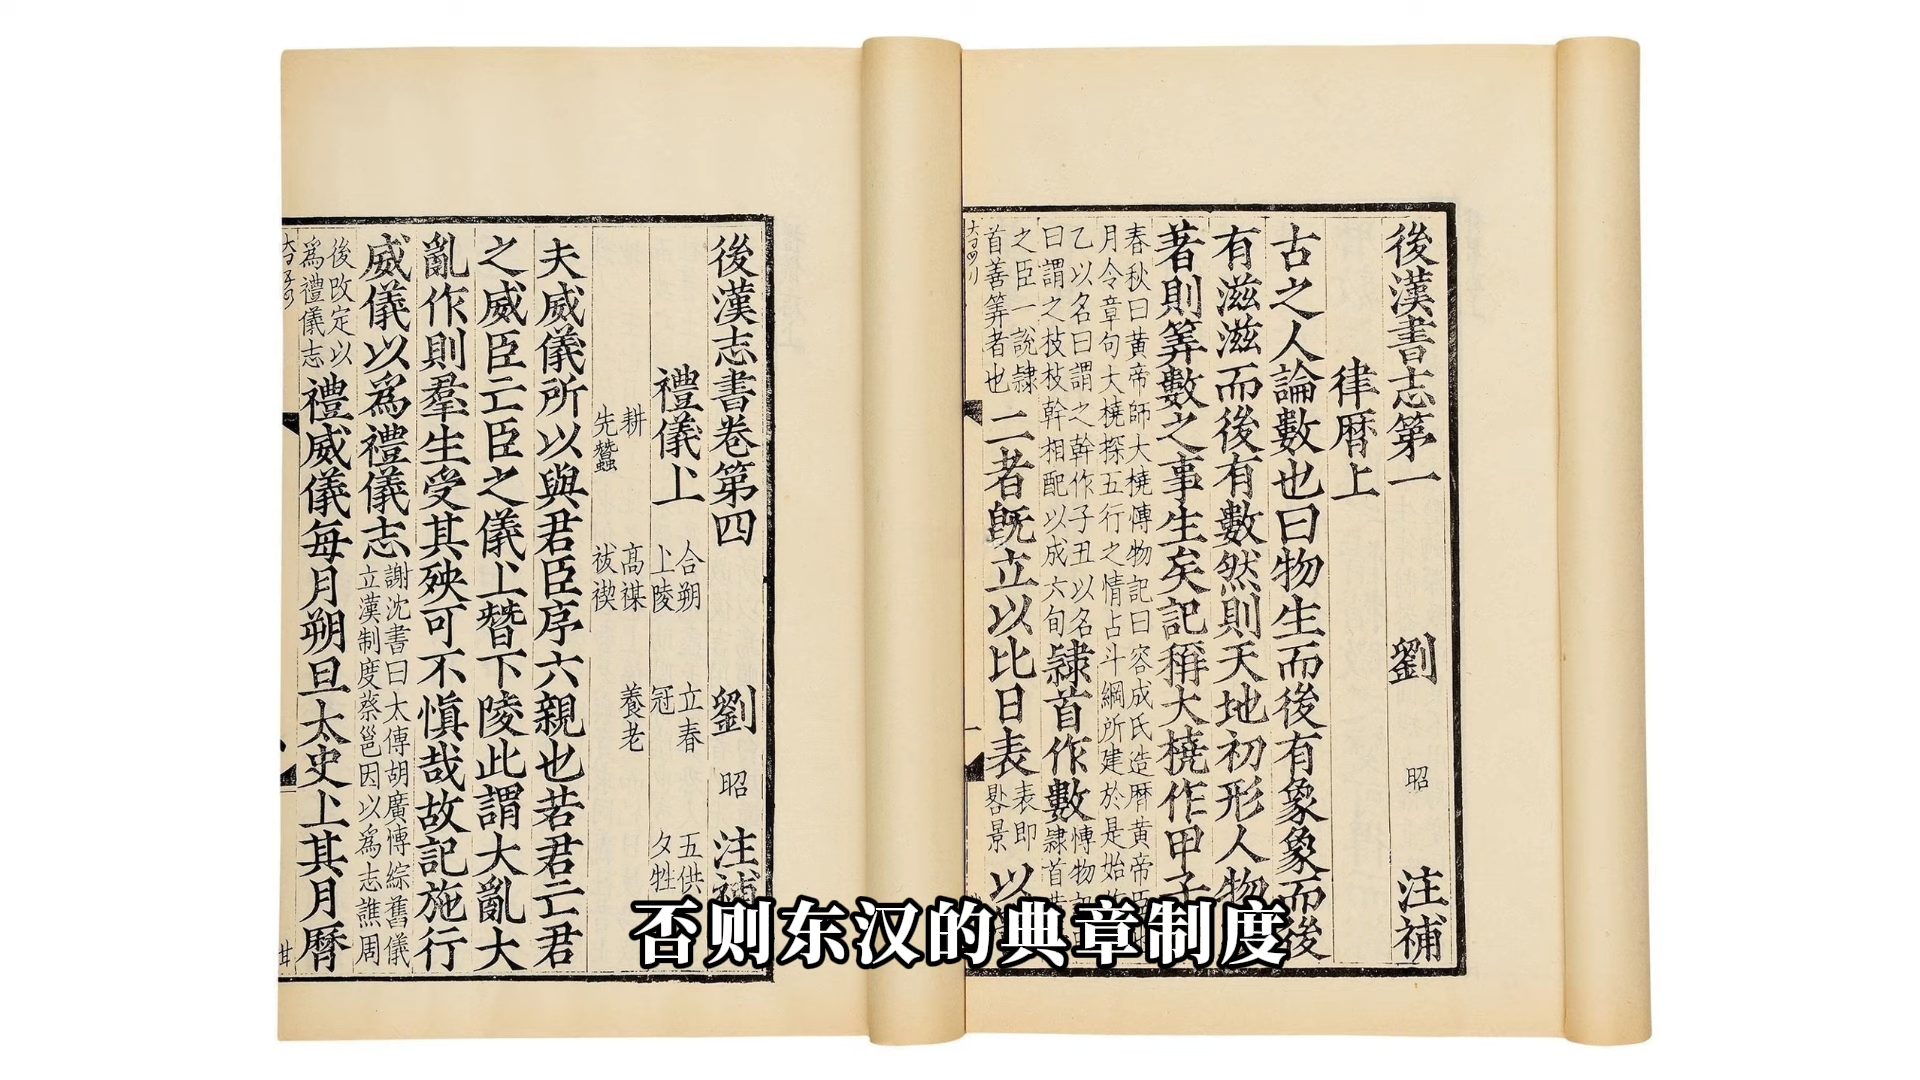 後漢書志第一 劉昭 注補
律暦上
古之人論數也曰物生而後有象象而後
有滋滋而後有數然則天地初形人物
著則筭數之事生矣記稱大橈作甲子
春秋曰黃帝師大橈博物記曰容成氏造曆黃帝臣
月令章句大橈探五行之情占斗綱所建於是始
乙以名日謂之幹作子丑以名
日謂之枝枝幹相配以成六旬
隸首作數
博物記
隸首
之臣一說隸
首善筭者也
二者旣立以比日表
表即
晷景
以
後漢志書卷第四 劉昭 注補
禮儀上
合朔 立春 五供
上陵 冠 夕牲
耕 高禖 養老
先蠶 祓禊
夫威儀所以與君臣序六親也若君亡君
之威臣亡臣之儀上替下陵此謂大亂大
亂作則羣生受其殃可不慎哉故記施行
威儀以爲禮儀志
謝沈書曰太傅胡廣博綜舊儀
立漢制度蔡邕因以爲志譙周
後改定以
爲禮儀志
禮威儀每月朔旦太史上其月曆
否则东汉的典章制度